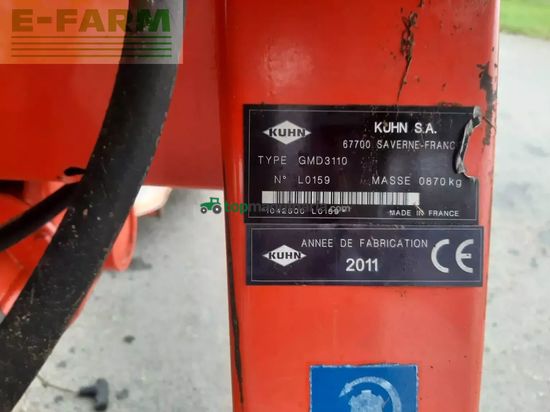 E-FARM
KUHN
KUHN S.A.
67700 SAVERNE-FRANC
TYPE GMD3110
N° L0159 MASSE 0870kg
MADE IN FRANCE
KUHN
ANNEE DE FABRICATION
2011
CE